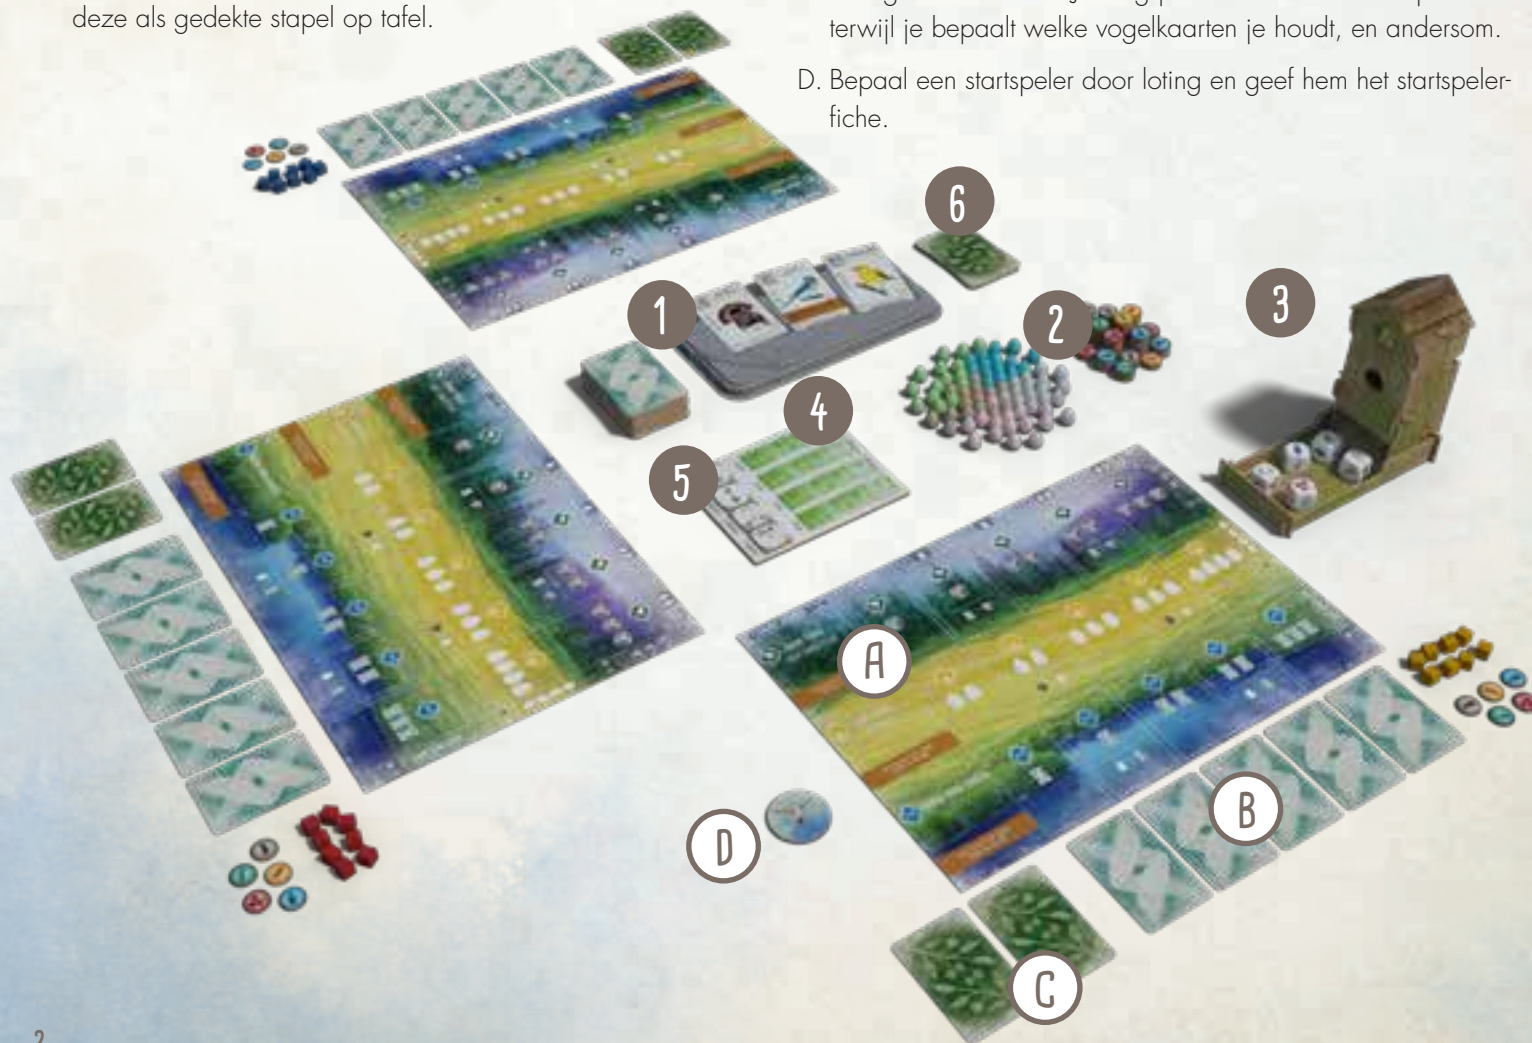 deze als gedekte stapel op tafel.
terwijl je bepaalt welke vogelkaarten je houdt, en andersom.
D. Bepaal een startspeler door loting en geef hem het startspeler-
fiche.
6
1
2
3
4
5
A
B
D
C
2